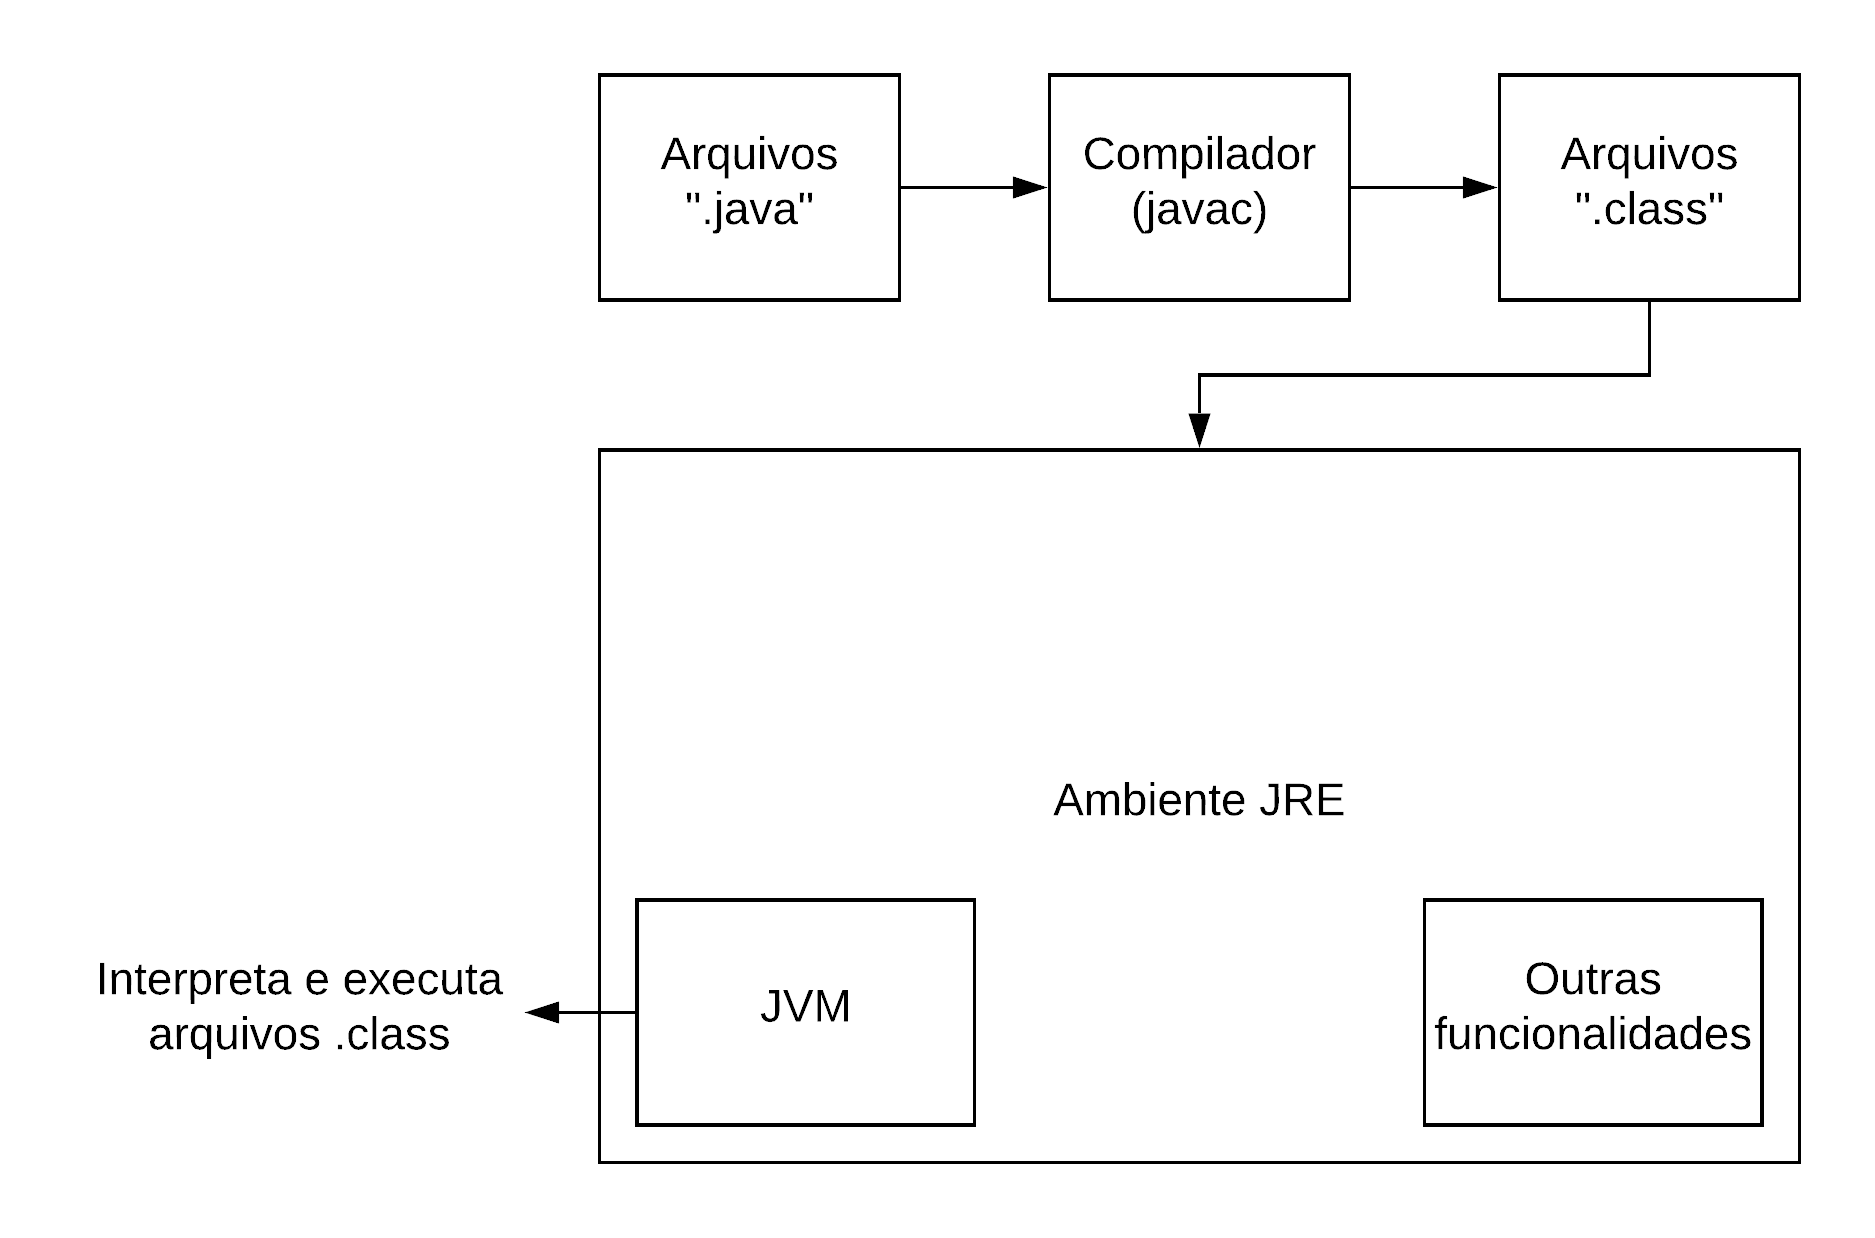 Arquivos
".java"
Compilador
(javac)
Arquivos
".class"
Ambiente JRE
Interpreta e executa
arquivos .class
JVM
Outras
funcionalidades